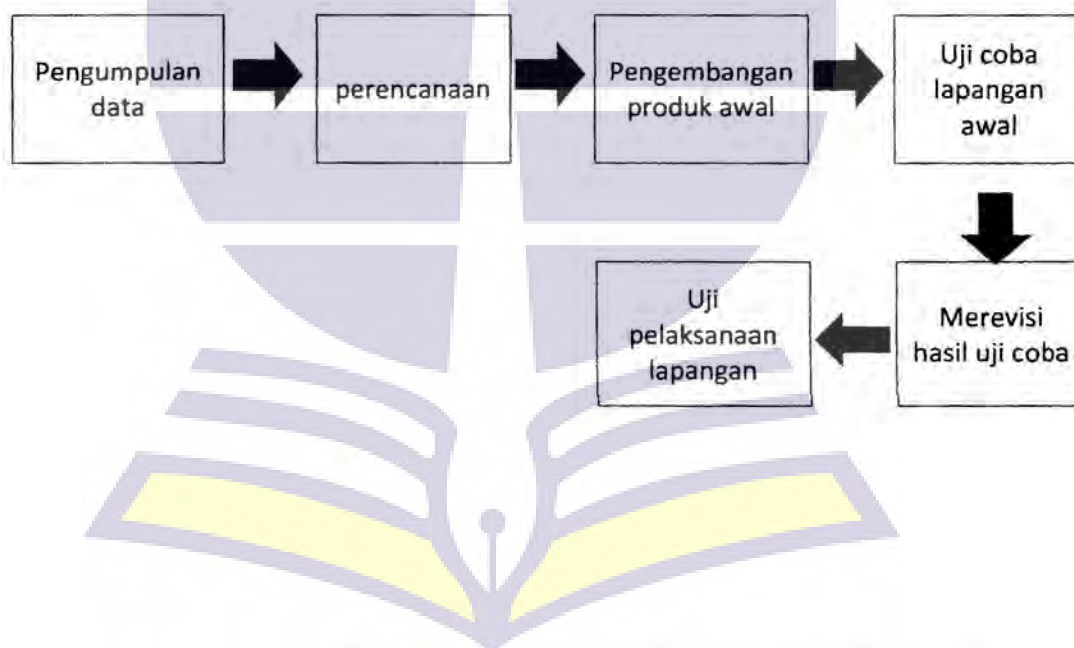 Pengumpulan
data
perencanaan
Pengembangan
produk awal
Uji coba
lapangan
awal
Merevisi
hasil uji coba
Uji
pelaksanaan
lapangan